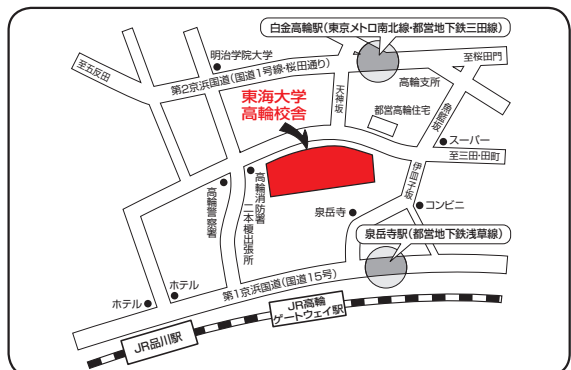 白金高輪駅(東京メトロ南北線・都営地下鉄三田線)
明治学院大学
至五反田
第2京浜国道(国道1号線・桜田通り)
至桜田門
高輪支所
魚籃坂
天神坂
都営高輪住宅
東海大学
高輪校舎
スーパー
至三田・田町
伊皿子坂
高輪警察署
高輪消防署
二本榎出張所
泉岳寺
コンビニ
泉岳寺駅(都営地下鉄浅草線)
ホテル
ホテル
第1京浜国道(国道15号)
JR高輪
ゲートウェイ駅
JR品川駅